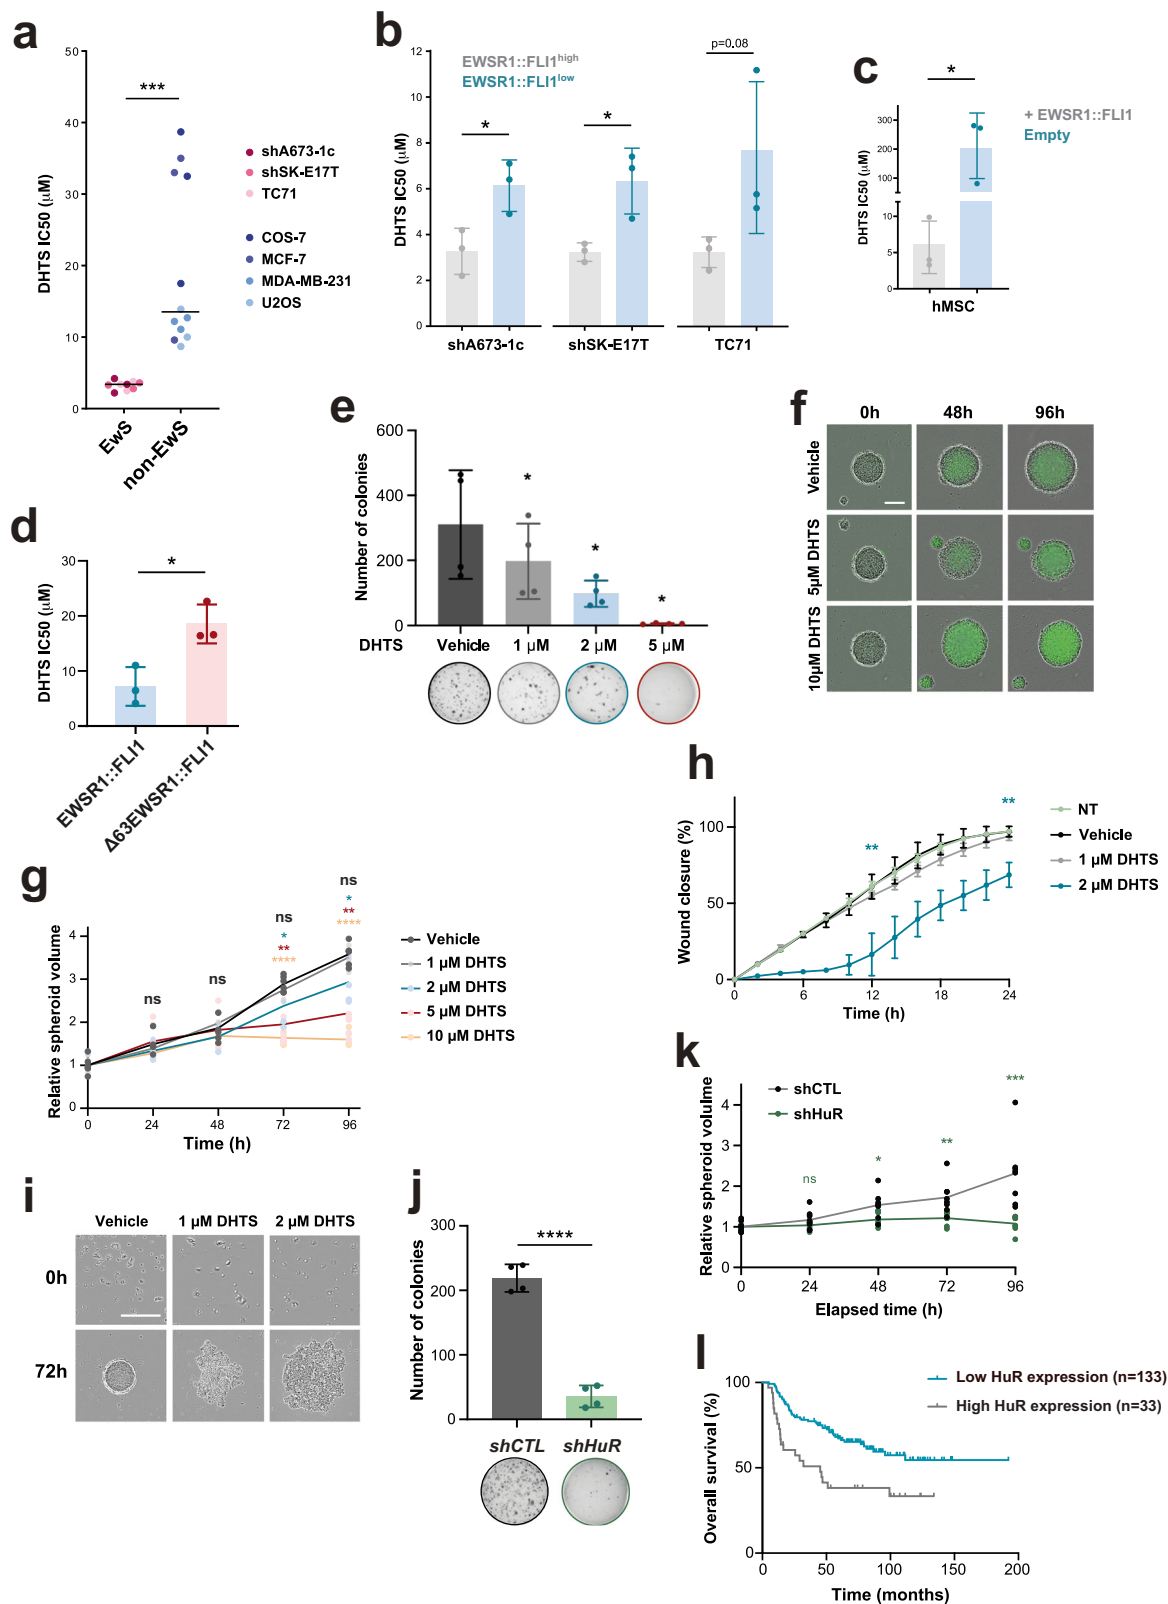 a
50
40
30
20
10
0
DHTS IC50 (µM)
***
EwS
non-EwS
shA673-1c
shSK-E17T
TC71
COS-7
MCF-7
MDA-MB-231
U2OS
b
12
10
8
6
4
2
0
DHTS IC50 (µM)
EWSR1::FLI1high
EWSR1::FLI1low
*
*
p=0.08
shA673-1c
shSK-E17T
TC71
c
*
300
200
100
10
5
0
DHTS IC50 (µM)
hMSC
+ EWSR1::FLI1
Empty
d
30
20
10
0
DHTS IC50 (µM)
*
EWSR1::FLI1
Δ63EWSR1::FLI1
e
600
400
200
0
Number of colonies
*
*
*
DHTS
Vehicle
1 µM
2 µM
5 µM
f
0h
48h
96h
Vehicle
5µM DHTS
10µM DHTS
g
4
3
2
1
0
Relative spheroid volume
ns
ns
ns
*
**
****
ns
*
**
****
0
24
48
72
96
Time (h)
Vehicle
1 µM DHTS
2 µM DHTS
5 µM DHTS
10 µM DHTS
h
100
50
0
Wound closure (%)
**
**
0
6
12
18
24
Time (h)
NT
Vehicle
1 µM DHTS
2 µM DHTS
i
Vehicle
1 µM DHTS
2 µM DHTS
0h
72h
j
300
200
100
0
Number of colonies
****
shCTL
shHuR
k
4
3
2
1
0
Relative spheroid volulme
shCTL
shHuR
ns
*
**
***
0
24
48
72
96
Elapsed time (h)
l
100
50
0
Overall survival (%)
Low HuR expression (n=133)
High HuR expression (n=33)
0
50
100
150
200
Time (months)